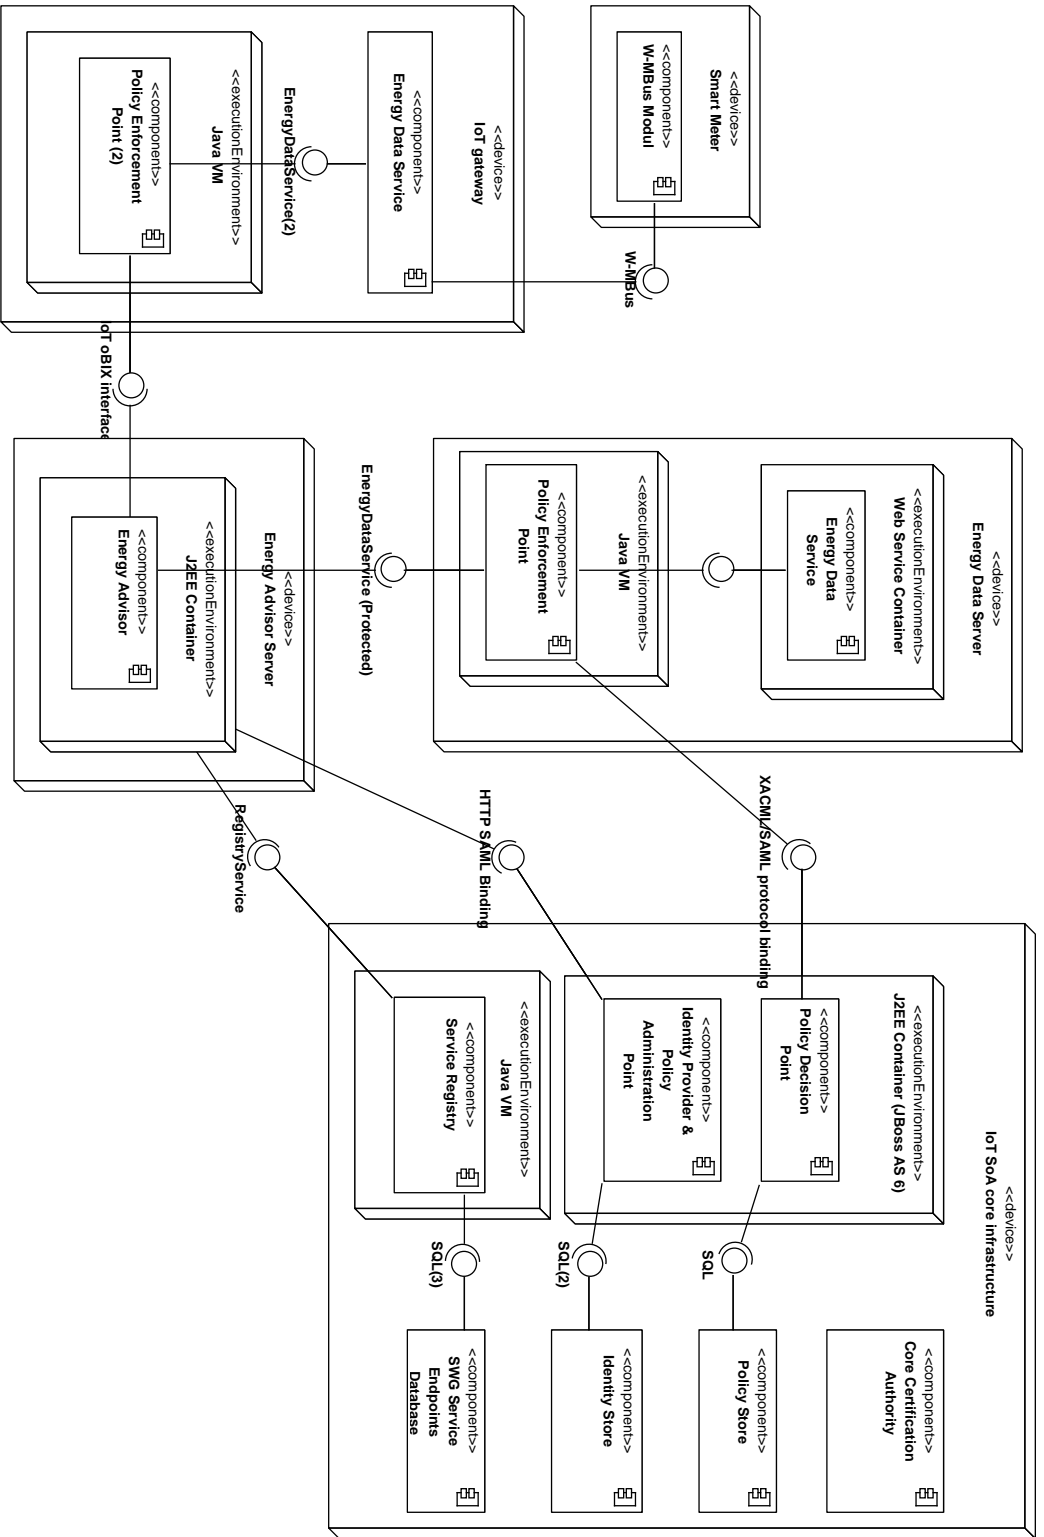 <<device>>
Smart Meter
<<component>>
W-MBus Modul
W-MBus
<<device>>
IoT gateway
<<component>>
Energy Data Service
EnergyDataService(2)
<<executionEnvironment>>
Java VM
<<component>>
Policy Enforcement
Point (2)
IoT oBIX interface
<<device>>
Energy Data Server
<<executionEnvironment>>
Web Service Container
<<component>>
Energy Data
Service
<<executionEnvironment>>
Java VM
<<component>>
Policy Enforcement
Point
EnergyDataService (Protected)
<<device>>
Energy Advisor Server
<<executionEnvironment>>
J2EE Container
<<component>>
Energy Advisor
XACML/SAML protocol binding
HTTP SAML Binding
RegistryService
<<device>>
IoT SoA core infrastructure
<<executionEnvironment>>
J2EE Container (JBoss AS 6)
<<component>>
Policy Decision
Point
<<component>>
Identity Provider &
Policy
Administration
Point
<<executionEnvironment>>
Java VM
<<component>>
Service Registry
SQL
SQL(2)
SQL(3)
<<component>>
Core Certification
Authority
<<component>>
Policy Store
<<component>>
Identity Store
<<component>>
SWG Service
Endpoints
Database